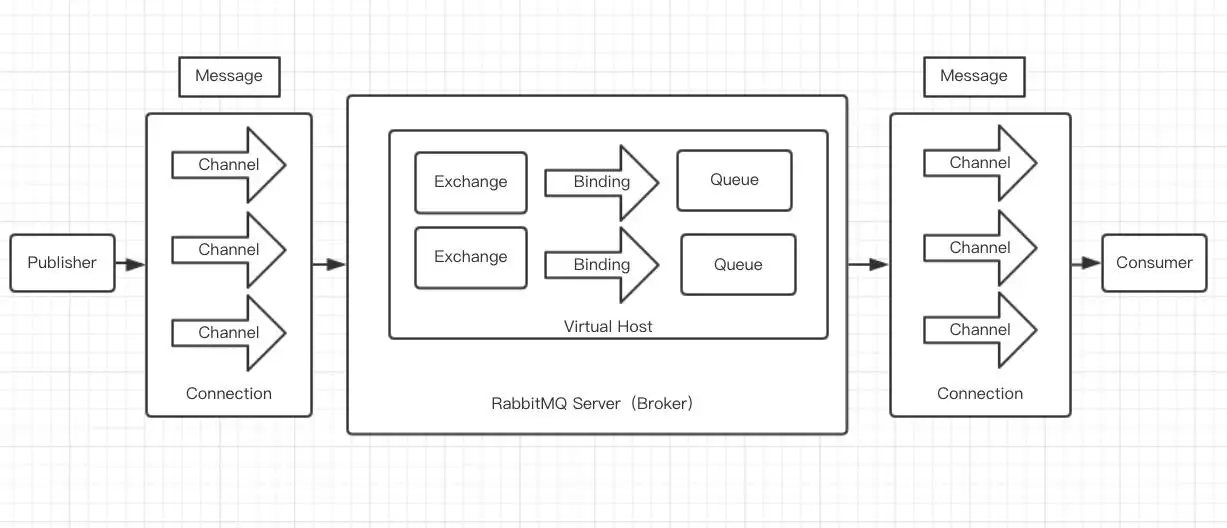 Message
Message
Channel
Channel
Channel
Connection
Publisher
Exchange
Binding
Queue
Exchange
Binding
Queue
Virtual Host
RabbitMQ Server（Broker）
Channel
Channel
Channel
Connection
Consumer